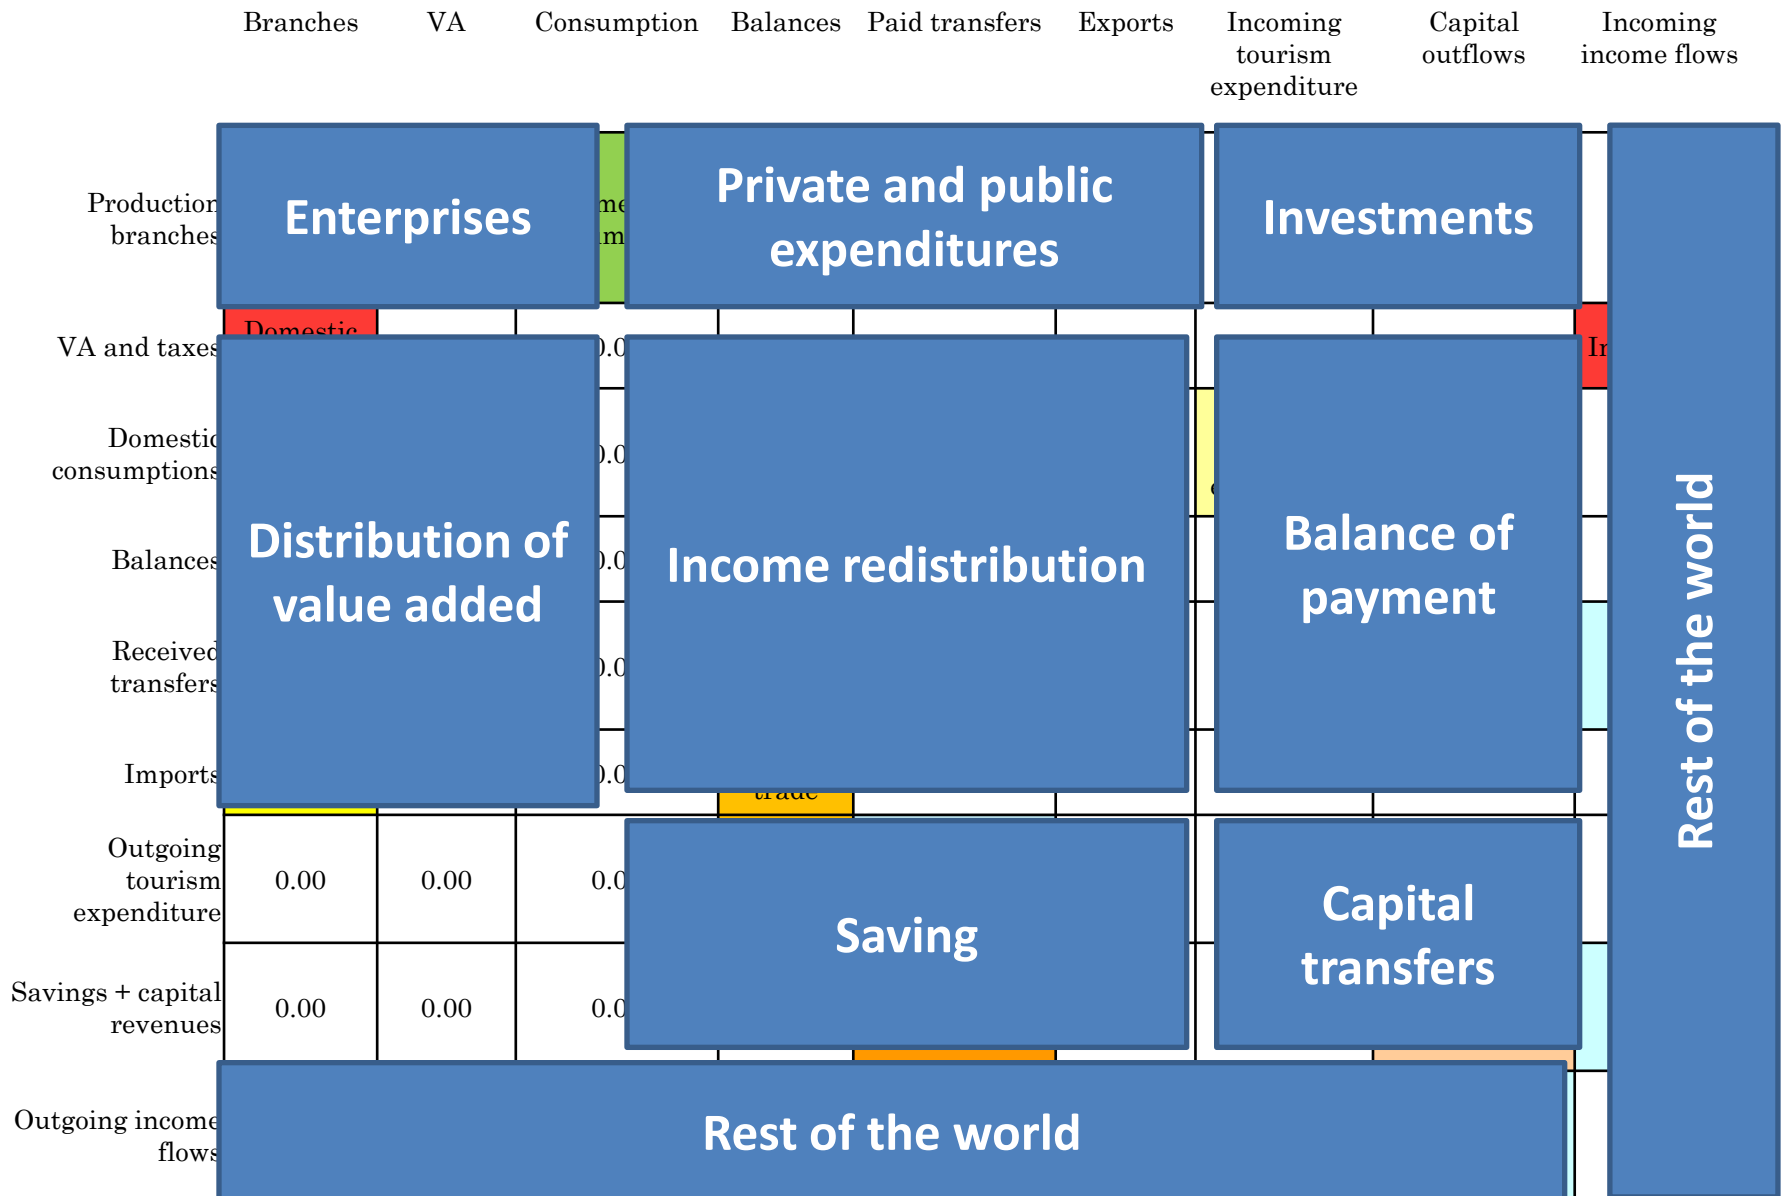 Branches VA Consumption Balances Paid transfers Exports Incoming tourism expenditure Capital outflows Incoming income flows
Production
branches
Enterprises
Private and public
expenditures
Investments
VA and taxes
Domestic
Domestic
consumptions
Balances
Received
transfers
Imports
Distribution of
value added
Income redistribution
Balance of
payment
Rest of the world
trade
Outgoing
tourism
expenditure
0.00 0.00
Saving
Capital
transfers
Savings + capital
revenues
0.00 0.00
Outgoing income
flows
Rest of the world